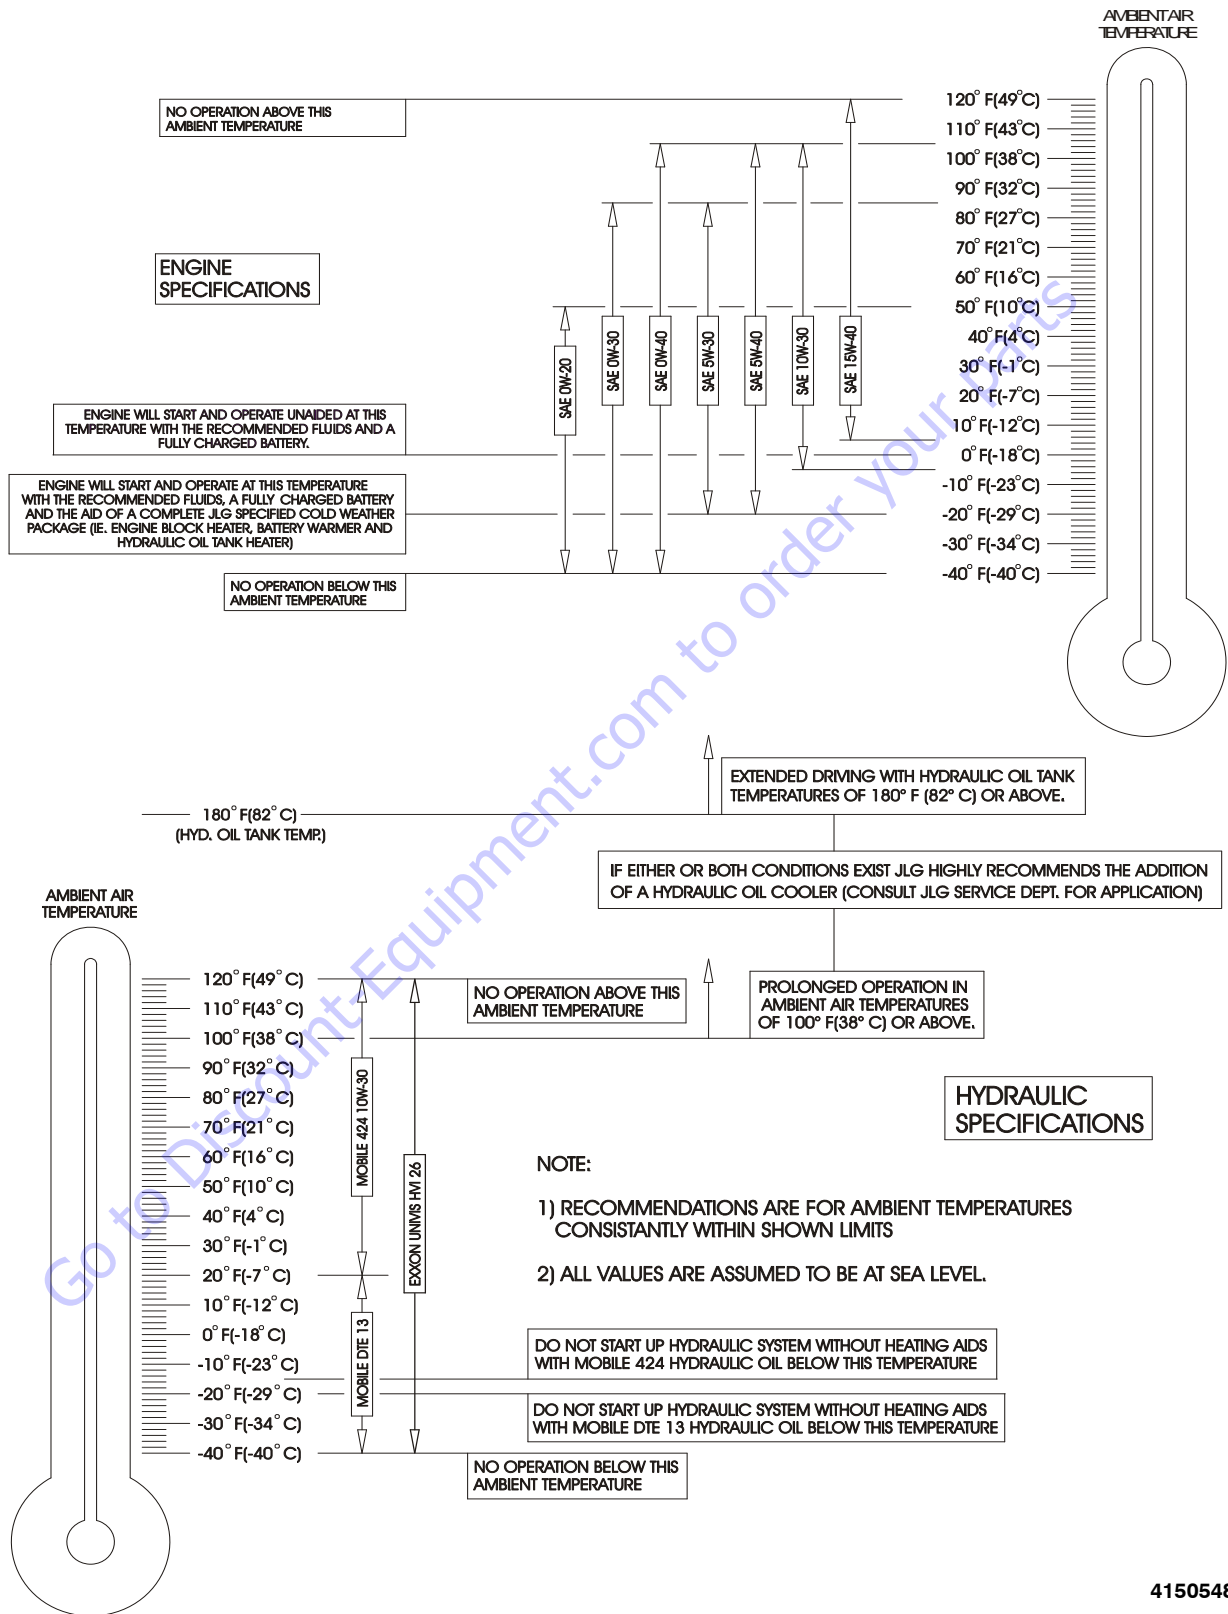 AMBIENT AIR
TEMPERATURE
NO OPERATION ABOVE THIS
AMBIENT TEMPERATURE
120° F(49°C)
110° F(43°C)
100° F(38°C)
90° F(32°C)
80° F(27°C)
70° F(21°C)
60° F(16°C)
50° F(10°C)
40° F(4°C)
30° F(-1°C)
20° F(-7°C)
10° F(-12°C)
0° F(-18°C)
-10° F(-23°C)
-20° F(-29°C)
-30° F(-34°C)
-40° F(-40°C)
ENGINE
SPECIFICATIONS
SAE 0W-20
SAE 0W-30
SAE 0W-40
SAE 5W-30
SAE 5W-40
SAE 10W-30
SAE 15W-40
ENGINE WILL START AND OPERATE UNAIDED AT THIS
TEMPERATURE WITH THE RECOMMENDED FLUIDS AND A
FULLY CHARGED BATTERY.
ENGINE WILL START AND OPERATE AT THIS TEMPERATURE
WITH THE RECOMMENDED FLUIDS, A FULLY CHARGED BATTERY
AND THE AID OF A COMPLETE JLG SPECIFIED COLD WEATHER
PACKAGE (IE. ENGINE BLOCK HEATER, BATTERY WARMER AND
HYDRAULIC OIL TANK HEATER)
NO OPERATION BELOW THIS
AMBIENT TEMPERATURE
Go to Discount-Equipment.com to order your parts
EXTENDED DRIVING WITH HYDRAULIC OIL TANK
TEMPERATURES OF 180° F (82° C) OR ABOVE.
180° F(82° C)
(HYD. OIL TANK TEMP.)
IF EITHER OR BOTH CONDITIONS EXIST JLG HIGHLY RECOMMENDS THE ADDITION
OF A HYDRAULIC OIL COOLER (CONSULT JLG SERVICE DEPT. FOR APPLICATION)
AMBIENT AIR
TEMPERATURE
120° F(49° C)
110° F(43° C)
100° F(38° C)
90° F(32° C)
80° F(27° C)
70° F(21° C)
60° F(16° C)
50° F(10° C)
40° F(4° C)
30° F(-1° C)
20° F(-7° C)
10° F(-12° C)
0° F(-18° C)
-10° F(-23° C)
-20° F(-29° C)
-30° F(-34° C)
-40° F(-40° C)
MOBILE 424 10W-30
MOBILE DTE 13
EXXON UNIVIS HVI 26
NO OPERATION ABOVE THIS
AMBIENT TEMPERATURE
PROLONGED OPERATION IN
AMBIENT AIR TEMPERATURES
OF 100° F(38° C) OR ABOVE.
HYDRAULIC
SPECIFICATIONS
NOTE:
1) RECOMMENDATIONS ARE FOR AMBIENT TEMPERATURES
CONSISTANTLY WITHIN SHOWN LIMITS
2) ALL VALUES ARE ASSUMED TO BE AT SEA LEVEL.
DO NOT START UP HYDRAULIC SYSTEM WITHOUT HEATING AIDS
WITH MOBILE 424 HYDRAULIC OIL BELOW THIS TEMPERATURE
DO NOT START UP HYDRAULIC SYSTEM WITHOUT HEATING AIDS
WITH MOBILE DTE 13 HYDRAULIC OIL BELOW THIS TEMPERATURE
NO OPERATION BELOW THIS
AMBIENT TEMPERATURE
4150548